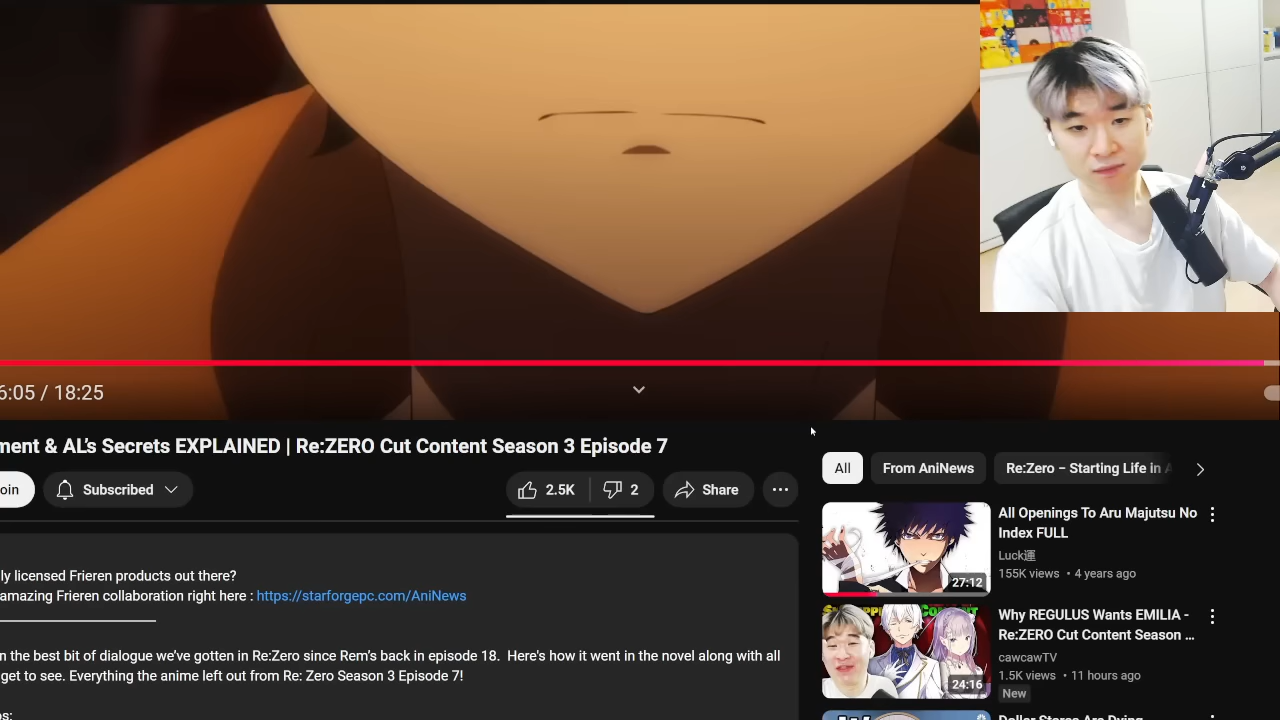 6:05 / 18:25
ment & AL's Secrets EXPLAINED | Re:ZERO Cut Content Season 3 Episode 7
oin
Subscribed
2.5K
2
Share
ly licensed Frieren products out there?
amazing Frieren collaboration right here : https://starforgepc.com/AniNews
n the best bit of dialogue we've gotten in Re:Zero since Rem's back in episode 18. Here's how it went in the novel along with all
get to see. Everything the anime left out from Re: Zero Season 3 Episode 7!
os:
All
From AniNews
Re:Zero − Starting Life in A
27:12
All Openings To Aru Majutsu No
Index FULL
Luck運
155K views • 4 years ago
24:16
Why REGULUS Wants EMILIA -
Re:ZERO Cut Content Season ...
cawcawTV
1.5K views • 11 hours ago
New
Dollar Stores Are Dying